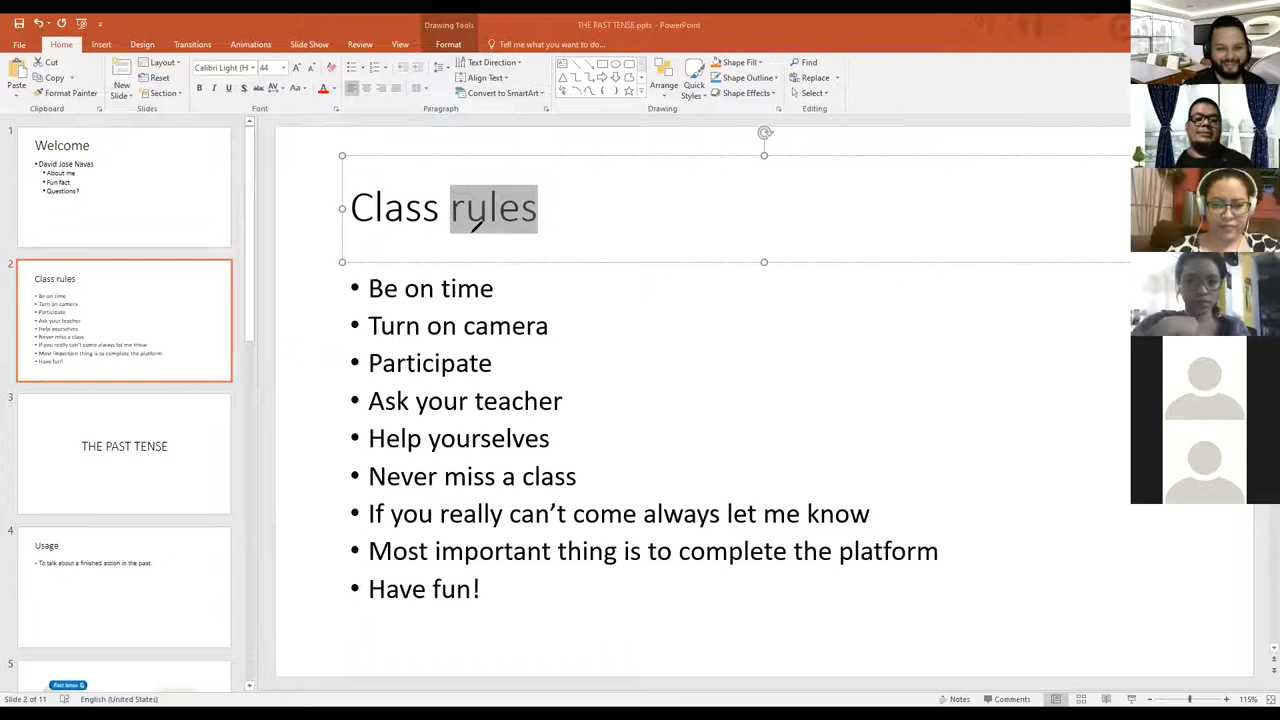 Drawing Tools
THE PAST TENSE.pptx - PowerPoint
File Home Insert Design Transitions Animations Slide Show Review View Format Tell me what you want to do...
Paste
Cut
Copy
Format Painter
Clipboard
New Slide
Layout
Reset
Section
Slides
Calibri Light (H 44
B I U S abc AV Aa A
Font
Text Direction
Align Text
Convert to SmartArt
Paragraph
Arrange
Quick Styles
Shape Fill
Shape Outline
Shape Effects
Drawing
Find
Replace
Select
Editing
1
Welcome
• David Jose Navas
• About me
• Fun fact
• Questions?
2
Class rules
• Be on time
• Turn on camera
• Participate
• Ask your teacher
• Help yourselves
• Never miss a class
• If you really can't come always let me know
• Most important thing is to complete the platform
• Have fun!
3
THE PAST TENSE
4
Usage
• To talk about a finished action in the past.
5
Past tense
Class rules
• Be on time
• Turn on camera
• Participate
• Ask your teacher
• Help yourselves
• Never miss a class
• If you really can’t come always let me know
• Most important thing is to complete the platform
• Have fun!
Slide 2 of 11 English (United States) Notes Comments 115%